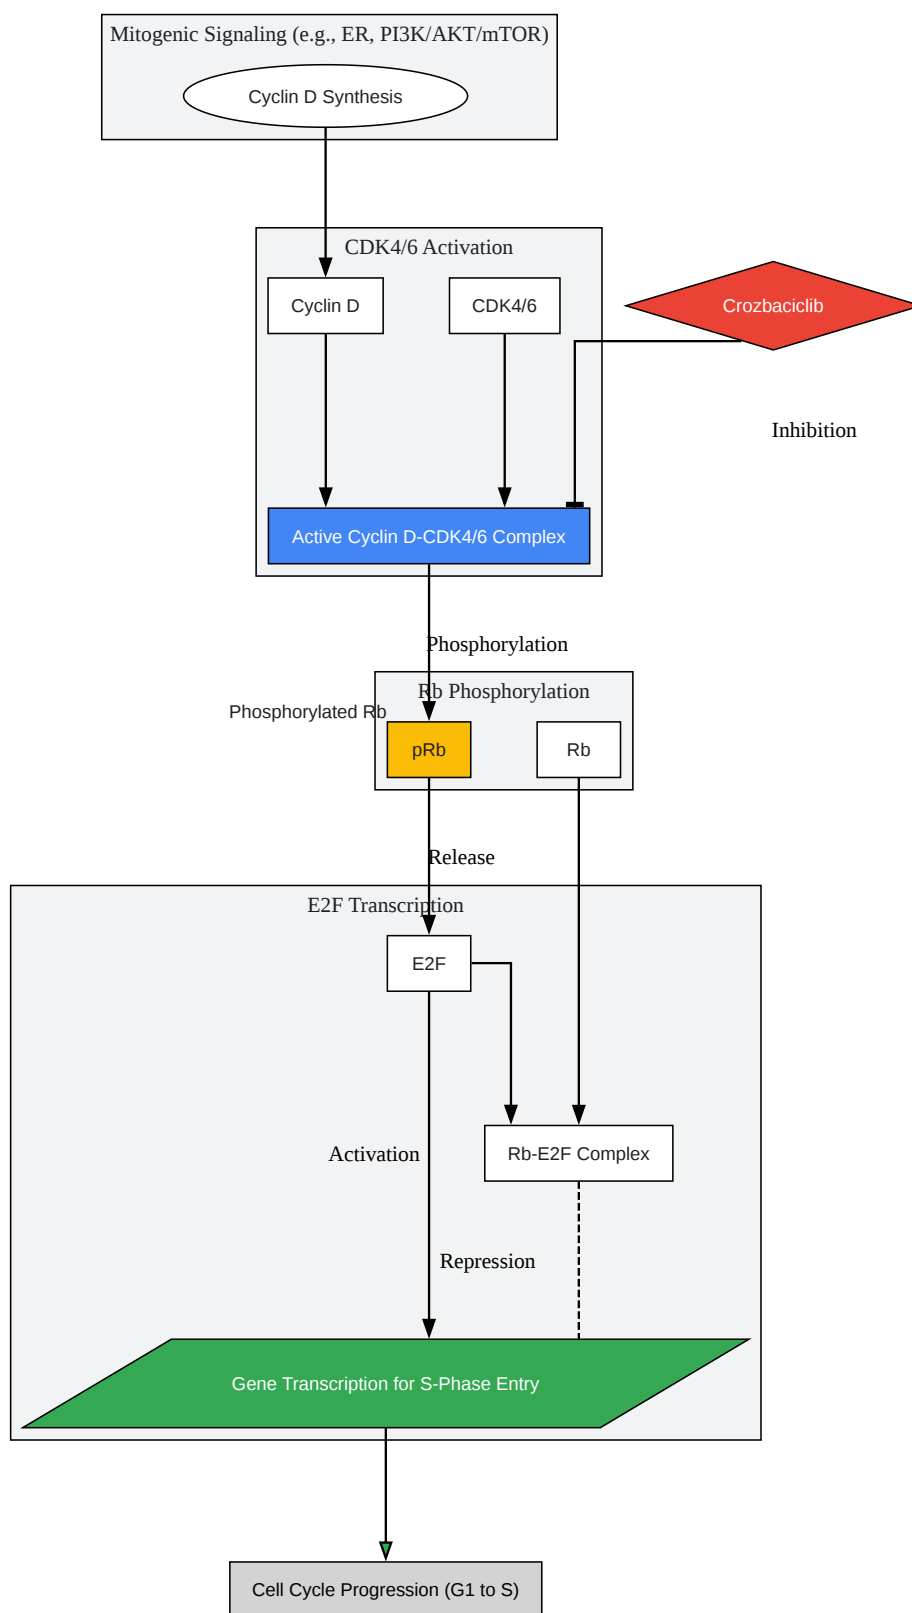 Mitogenic Signaling (e.g., ER, PI3K/AKT/mTOR)
Cyclin D Synthesis
CDK4/6 Activation
Cyclin D
CDK4/6
Crozbaciclib
Inhibition
Active Cyclin D-CDK4/6 Complex
Phosphorylation
Rb Phosphorylation
Phosphorylated Rb
pRb
Rb
Release
E2F Transcription
E2F
Activation
Rb-E2F Complex
Repression
Gene Transcription for S-Phase Entry
Cell Cycle Progression (G1 to S)